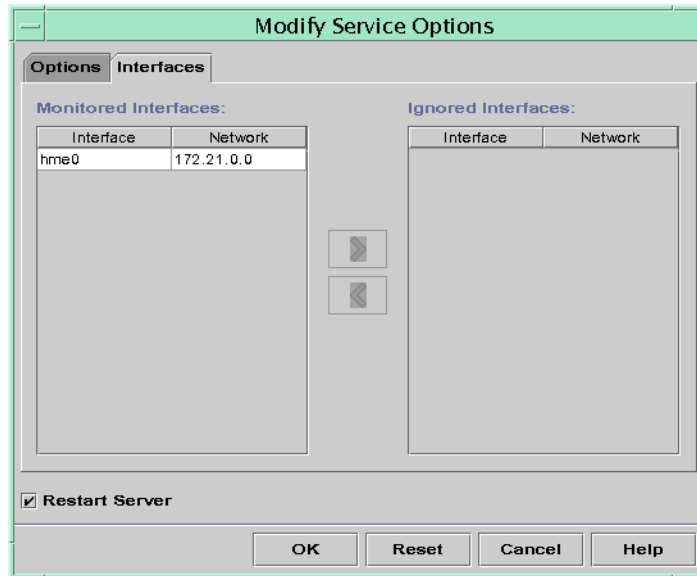 Modify Service Options
Options Interfaces
Monitored Interfaces:
Interface Network
hme0 172.21.0.0
Ignored Interfaces:
Interface Network
Restart Server
OK Reset Cancel Help